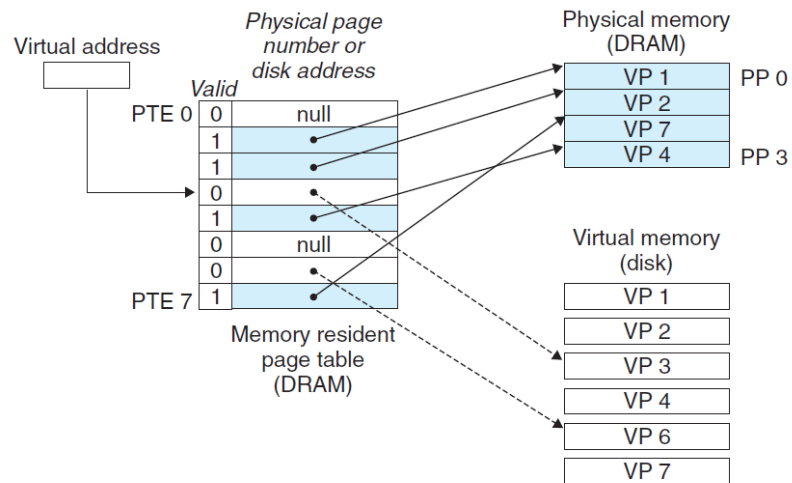 Virtual address
Physical page
number or
disk address
Valid
PTE 0
0
null
1
1
0
1
0
null
0
PTE 7
1
Memory resident
page table
(DRAM)
Physical memory
(DRAM)
VP 1
PP 0
VP 2
VP 7
VP 4
PP 3
Virtual memory
(disk)
VP 1
VP 2
VP 3
VP 4
VP 6
VP 7